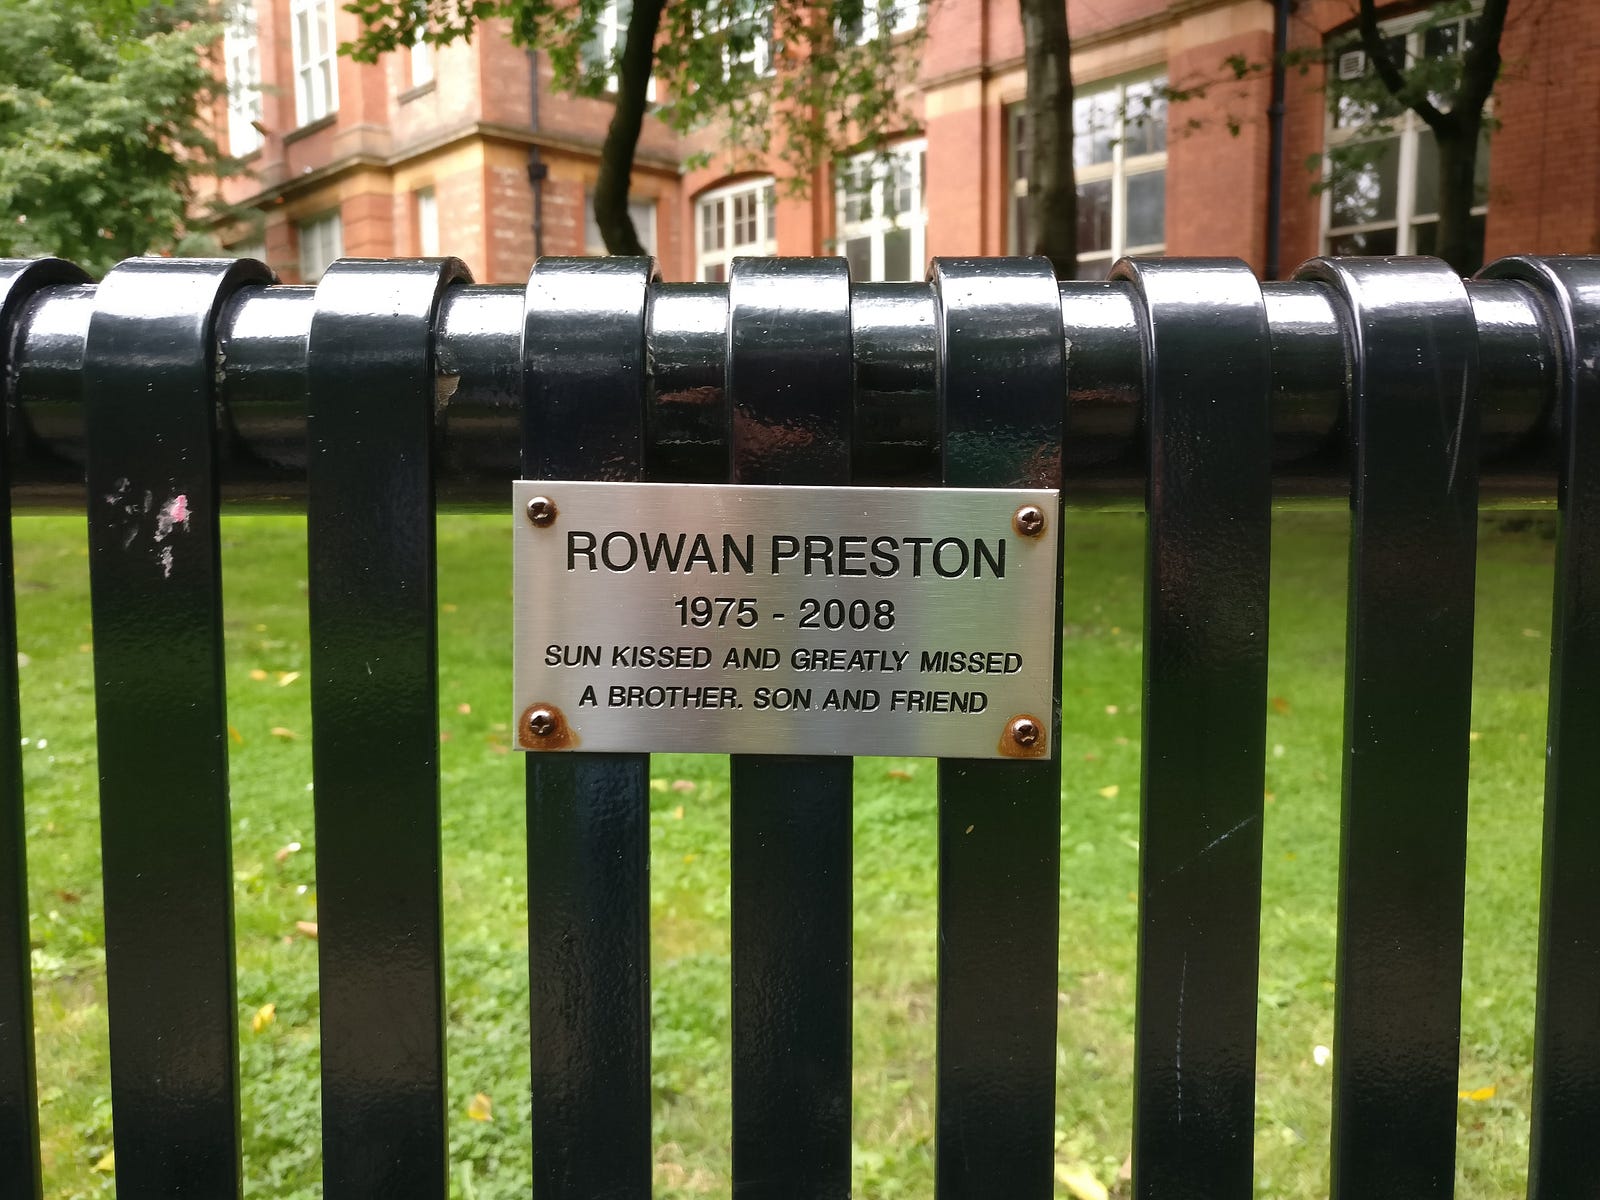 ROWAN PRESTON
1975 - 2008
SUN KISSED AND GREATLY MISSED
A BROTHER. SON AND FRIEND